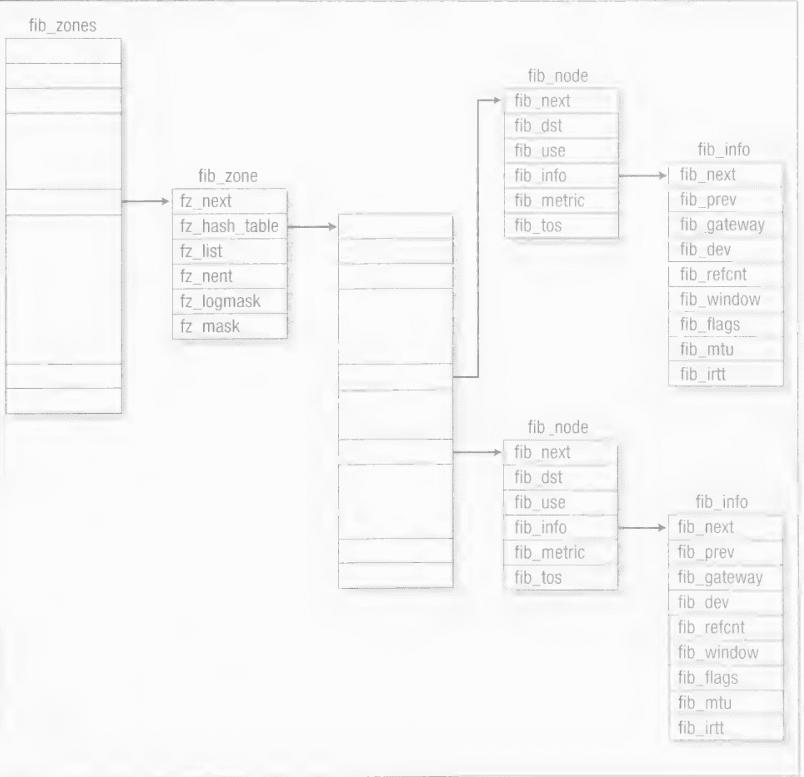 fib_zones
fib_zone
fz_next
fz_hash_table
fz_list
fz_nent
fz_logmask
fz_mask
fib_node
fib_next
fib_dst
fib_use
fib_info
fib_metric
fib_tos
fib_info
fib_next
fib_prev
fib_gateway
fib_dev
fib_refcnt
fib_window
fib_flags
fib_mtu
fib_irtt
fib_node
fib_next
fib_dst
fib_use
fib_info
fib_metric
fib_tos
fib_info
fib_next
fib_prev
fib_gateway
fib_dev
fib_refcnt
fib_window
fib_flags
fib_mtu
fib_irtt